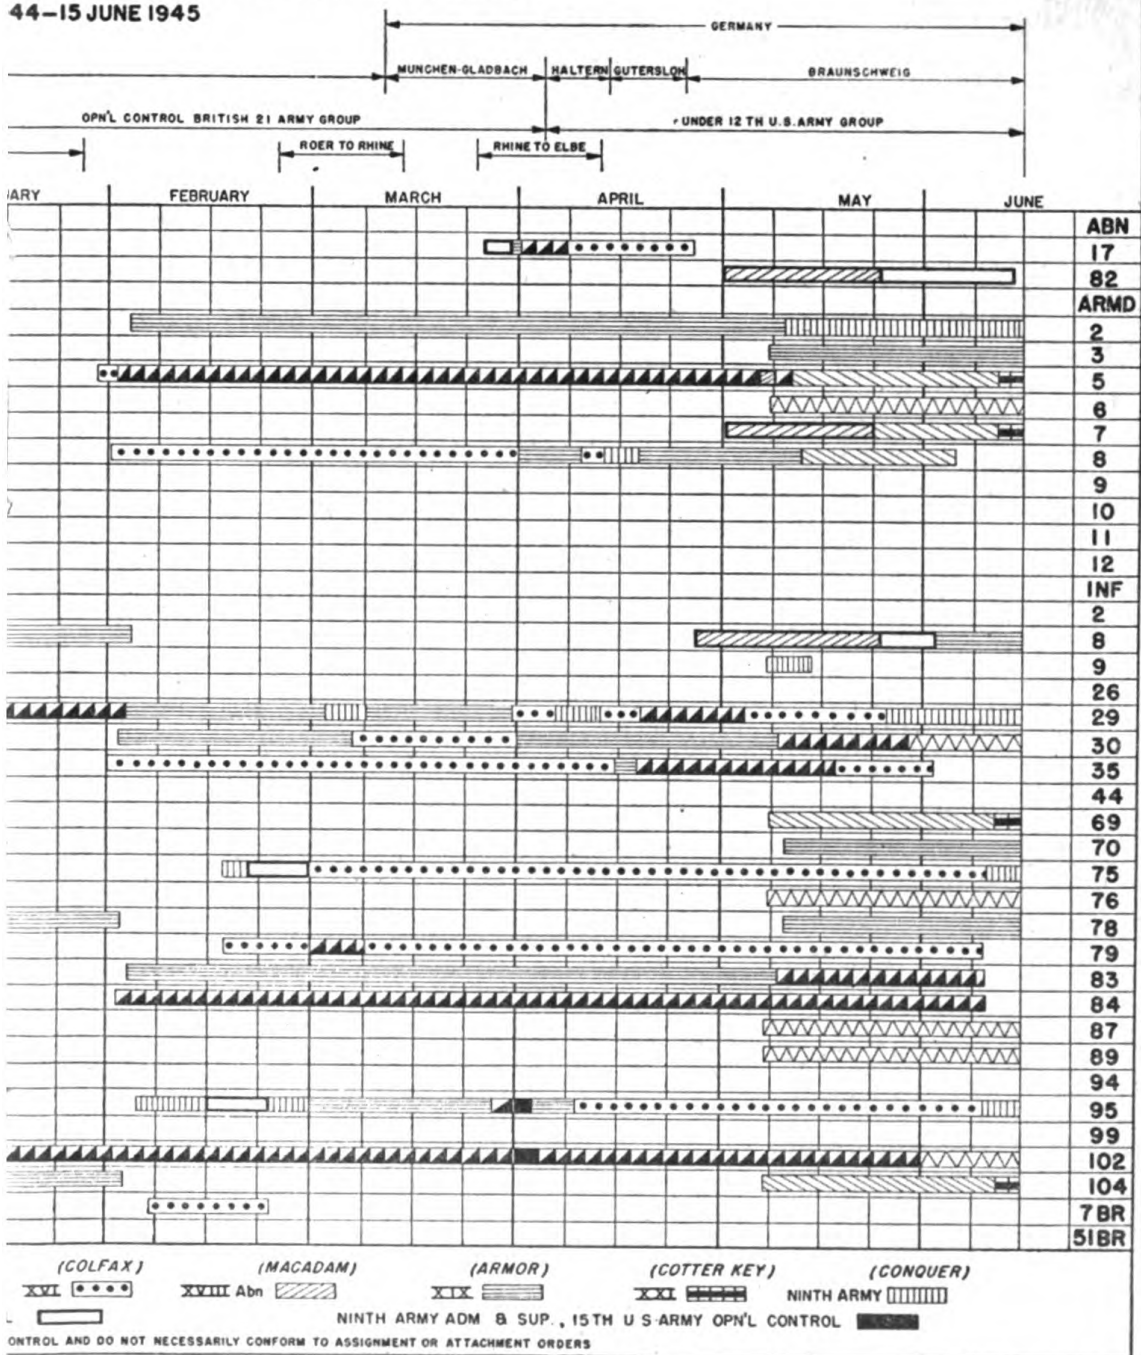 44–15 JUNE 1945
GERMANY
MUNCHEN-GLADBACH HALTERN GUTERSLOH BRAUNSCHWEIG
OPN'L CONTROL BRITISH 21 ARMY GROUP UNDER 12 TH U.S. ARMY GROUP
ROER TO RHINE RHINE TO ELBE
ARY FEBRUARY MARCH APRIL MAY JUNE
ABN
17
82
ARMD
2
3
5
6
7
8
9
10
11
12
INF
2
8
9
26
29
30
35
44
69
70
75
76
78
79
83
84
87
89
94
95
99
102
104
7 BR
51BR
(COLFAX) (MACADAM) (ARMOR) (COTTER KEY) (CONQUER)
XVI XVIII Abn XIX XXI NINTH ARMY
NINTH ARMY ADM & SUP., 15TH U S ARMY OPN'L CONTROL
ONTROL AND DO NOT NECESSARILY CONFORM TO ASSIGNMENT OR ATTACHMENT ORDERS